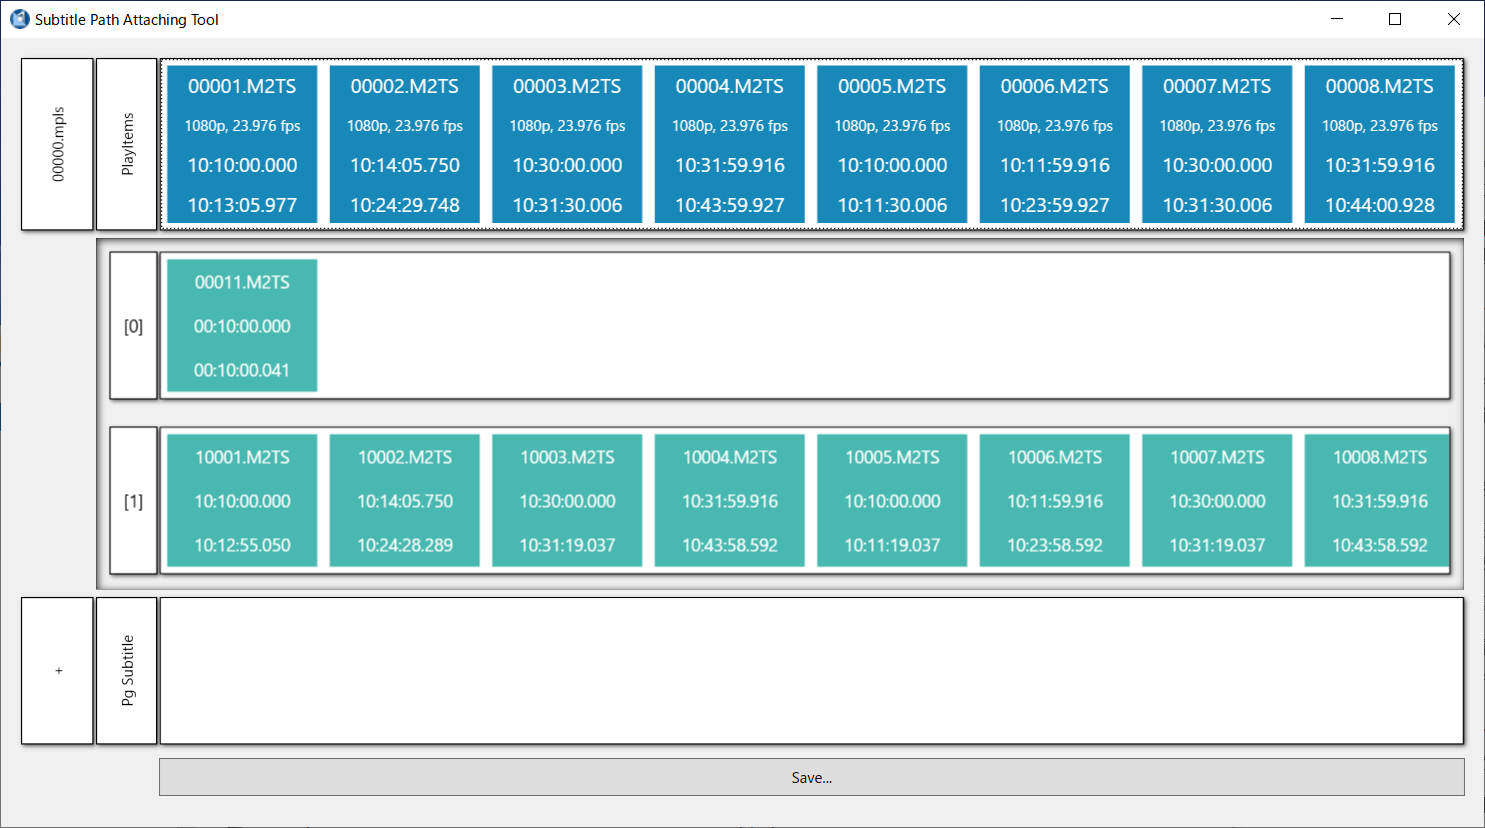 Subtitle Path Attaching Tool
00000.mpls
PlayItems
00001.M2TS
1080p, 23.976 fps
10:10:00.000
10:13:05.977
00002.M2TS
1080p, 23.976 fps
10:14:05.750
10:24:29.748
00003.M2TS
1080p, 23.976 fps
10:30:00.000
10:31:30.006
00004.M2TS
1080p, 23.976 fps
10:31:59.916
10:43:59.927
00005.M2TS
1080p, 23.976 fps
10:10:00.000
10:11:30.006
00006.M2TS
1080p, 23.976 fps
10:11:59.916
10:23:59.927
00007.M2TS
1080p, 23.976 fps
10:30:00.000
10:31:30.006
00008.M2TS
1080p, 23.976 fps
10:31:59.916
10:44:00.928
[0]
00011.M2TS
00:10:00.000
00:10:00.041
[1]
10001.M2TS
10:10:00.000
10:12:55.050
10002.M2TS
10:14:05.750
10:24:28.289
10003.M2TS
10:30:00.000
10:31:19.037
10004.M2TS
10:31:59.916
10:43:58.592
10005.M2TS
10:10:00.000
10:11:19.037
10006.M2TS
10:11:59.916
10:23:58.592
10007.M2TS
10:30:00.000
10:31:19.037
10008.M2TS
10:31:59.916
10:43:58.592
+
Pg Subtitle
Save...